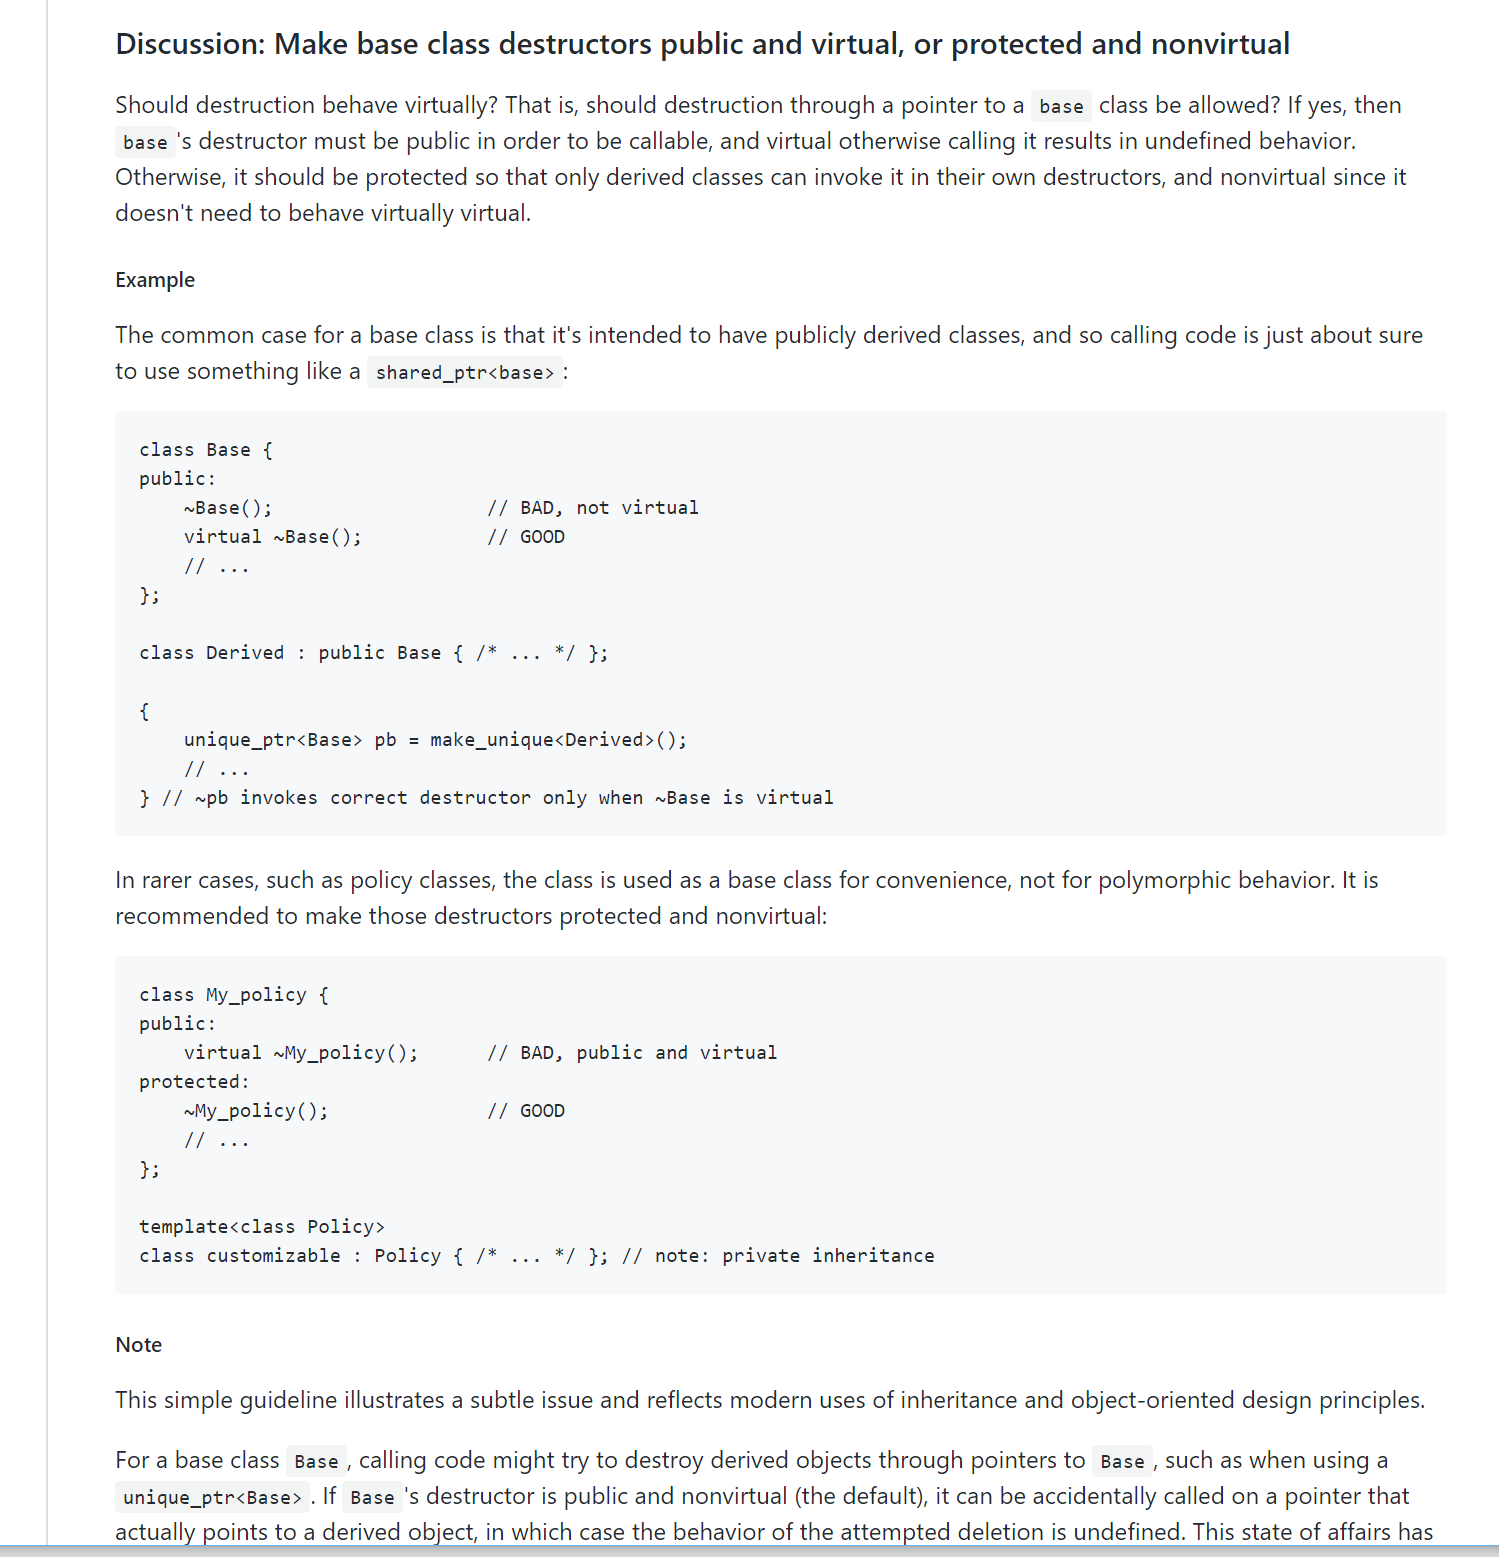 Discussion: Make base class destructors public and virtual, or protected and nonvirtual
Should destruction behave virtually? That is, should destruction through a pointer to a base class be allowed? If yes, then
base's destructor must be public in order to be callable, and virtual otherwise calling it results in undefined behavior.
Otherwise, it should be protected so that only derived classes can invoke it in their own destructors, and nonvirtual since it
doesn't need to behave virtually virtual.
Example
The common case for a base class is that it's intended to have publicly derived classes, and so calling code is just about sure
to use something like a shared_ptr<base>:
class Base {
public:
    ~Base();                   // BAD, not virtual
    virtual ~Base();           // GOOD
    // ...
};
class Derived : public Base { /* ... */ };
{
    unique_ptr<Base> pb = make_unique<Derived>();
    // ...
} // ~pb invokes correct destructor only when ~Base is virtual
In rarer cases, such as policy classes, the class is used as a base class for convenience, not for polymorphic behavior. It is
recommended to make those destructors protected and nonvirtual:
class My_policy {
public:
    virtual ~My_policy();      // BAD, public and virtual
protected:
    ~My_policy();              // GOOD
    // ...
};
template<class Policy>
class customizable : Policy { /* ... */ }; // note: private inheritance
Note
This simple guideline illustrates a subtle issue and reflects modern uses of inheritance and object-oriented design principles.
For a base class Base, calling code might try to destroy derived objects through pointers to Base, such as when using a
unique_ptr<Base>. If Base's destructor is public and nonvirtual (the default), it can be accidentally called on a pointer that
actually points to a derived object, in which case the behavior of the attempted deletion is undefined. This state of affairs has